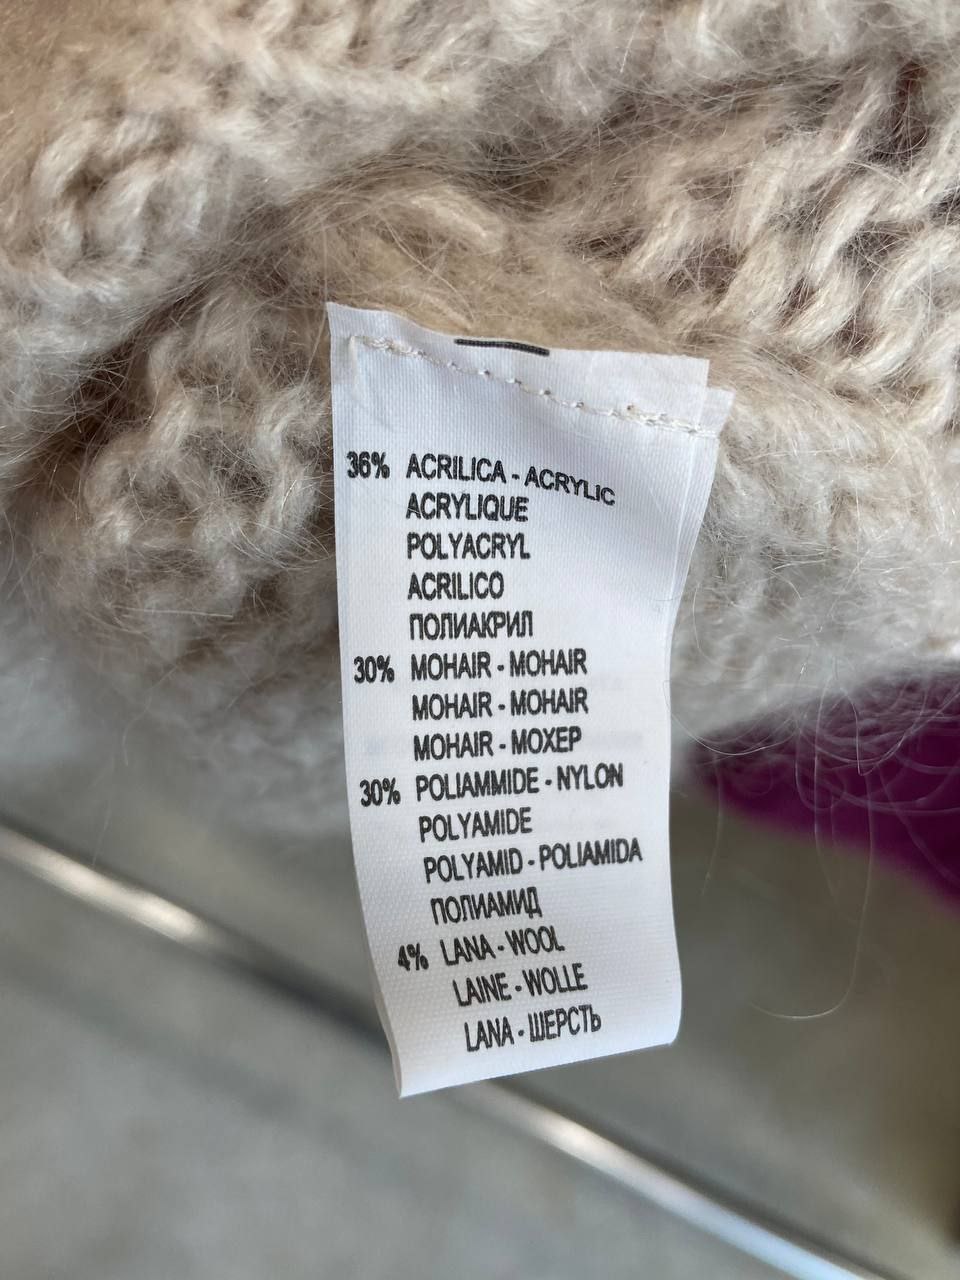 36% ACRILICA - ACRYLIC
ACRYLIQUE
POLYACRYL
ACRILICO
ПОЛИАКРИЛ
30% MOHAIR - MOHAIR
MOHAIR - MOHAIR
MOHAIR - МОХЕР
30% POLIAMMIDE - NYLON
POLYAMIDE
POLYAMID - POLIAMIDA
ПОЛИАМИД
4% LANA - WOOL
LAINE - WOLLE
LANA - ШЕРСТЬ